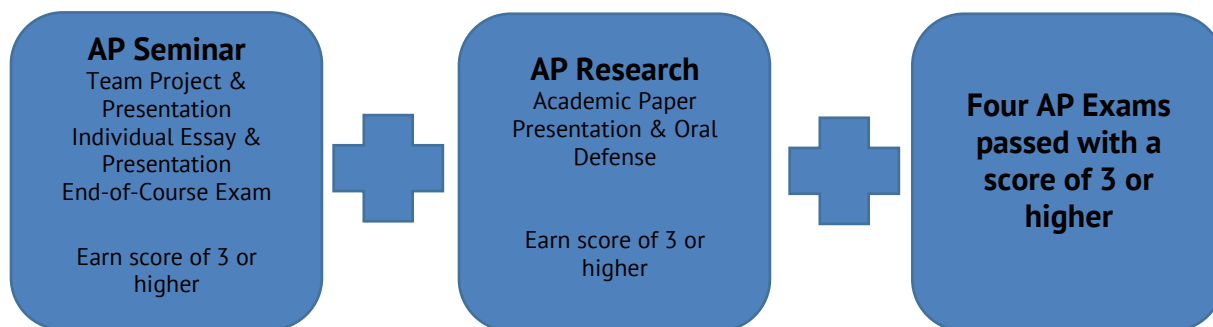 AP Seminar
Team Project &
Presentation
Individual Essay &
Presentation
End-of-Course Exam
Earn score of 3 or
higher
AP Research
Academic Paper
Presentation & Oral
Defense
Earn score of 3 or
higher
Four AP Exams
passed with a
score of 3 or
higher